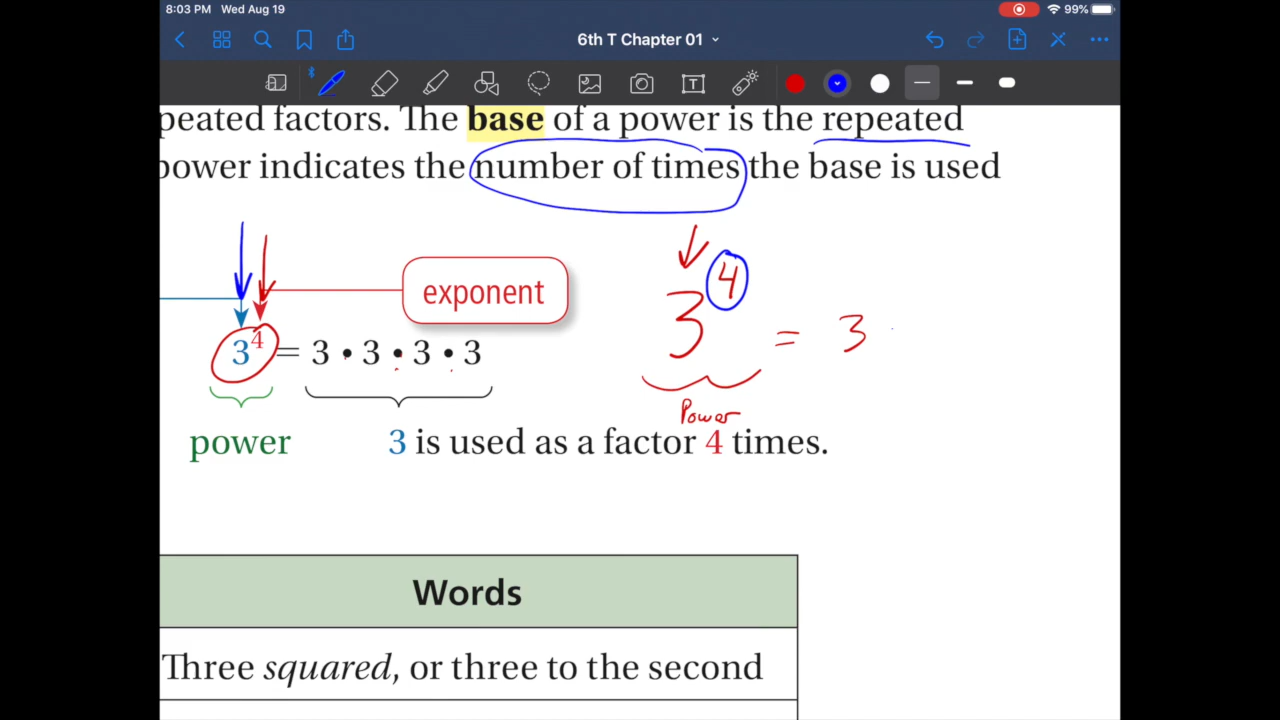 8:03 PM Wed Aug 19
99%
6th T Chapter 01
T
peated factors. The base of a power is the repeated
power indicates the number of times the base is used
exponent
3⁴ = 3 • 3 • 3 • 3
3⁴ = 3
Power
power
3 is used as a factor 4 times.
Words
Three squared, or three to the second